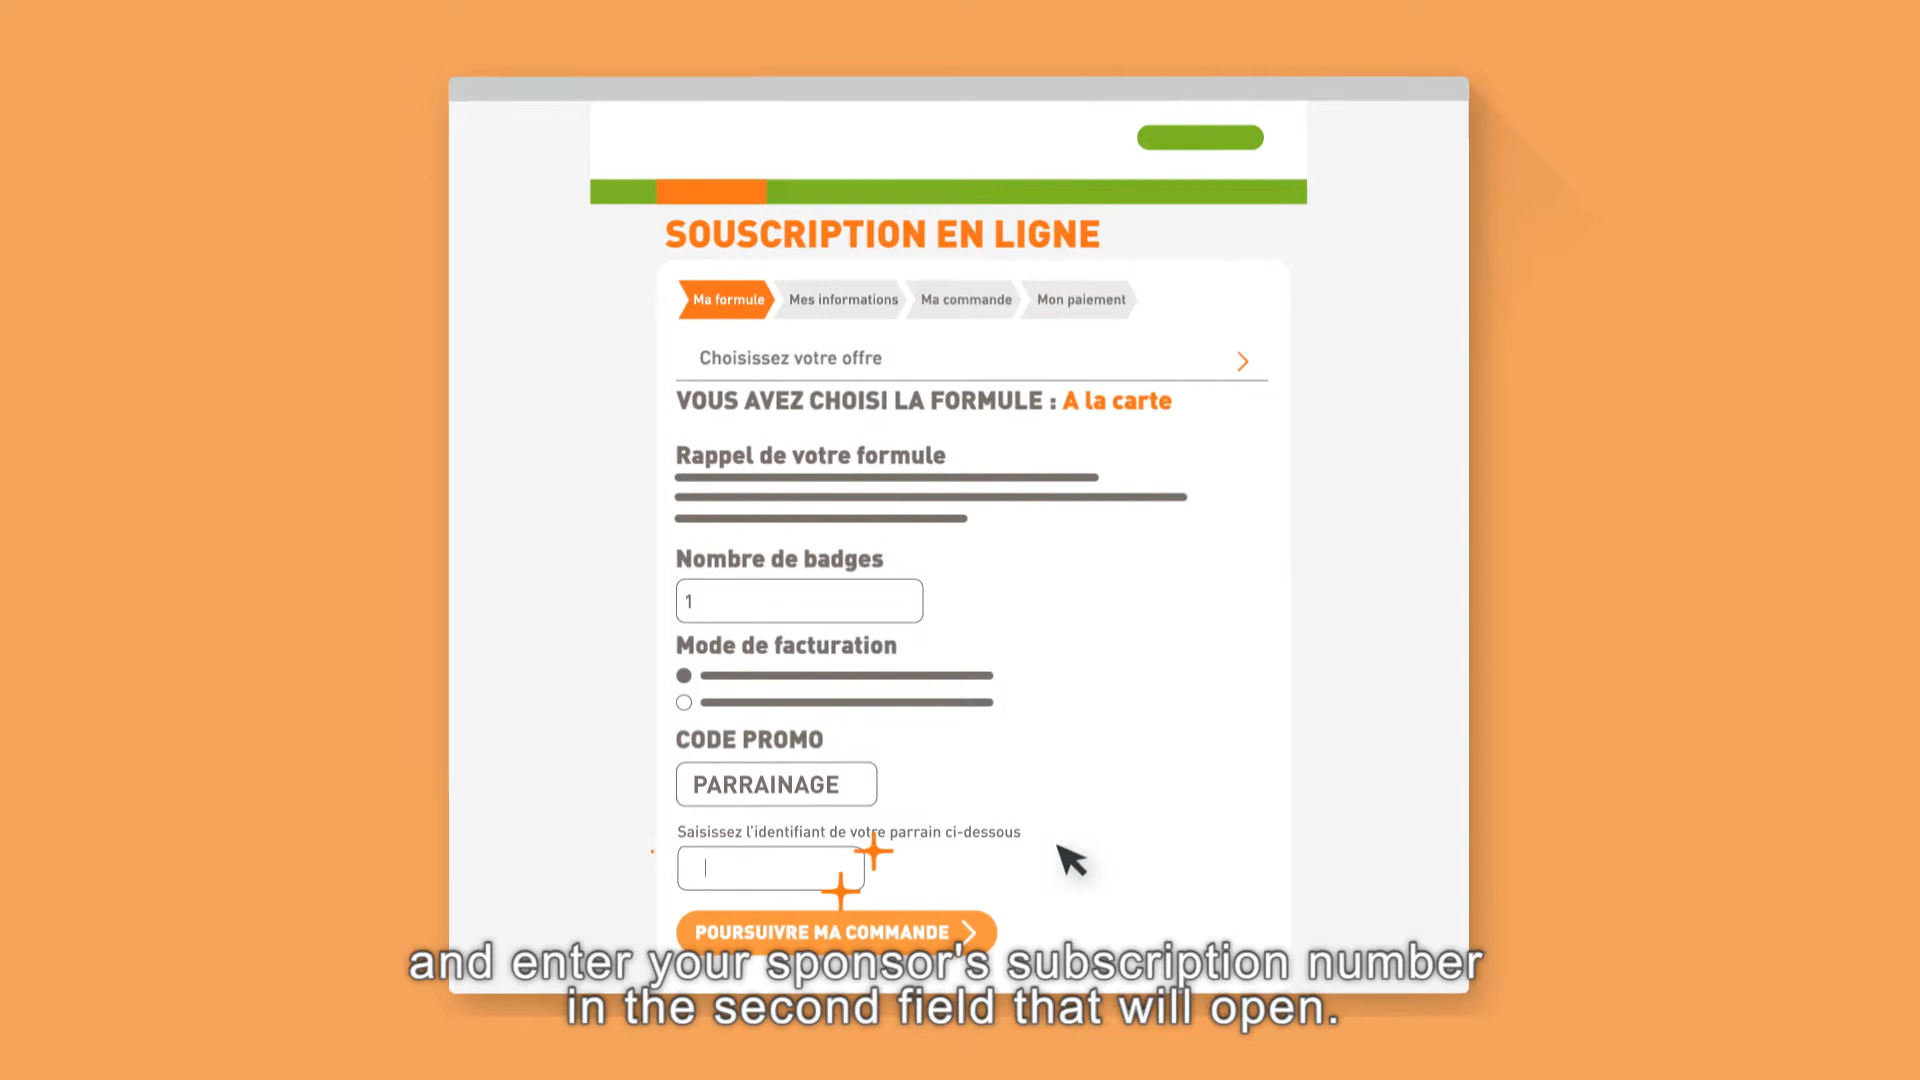 SOUSCRIPTION EN LIGNE
Ma formule Mes informations Ma commande Mon paiement
Choisissez votre offre
VOUS AVEZ CHOISI LA FORMULE : A la carte
Rappel de votre formule
Nombre de badges
1
Mode de facturation
CODE PROMO
PARRAINAGE
Saisissez l'identifiant de votre parrain ci-dessous
POURSUIVRE MA COMMANDE
and enter your sponsor's subscription number
in the second field that will open.